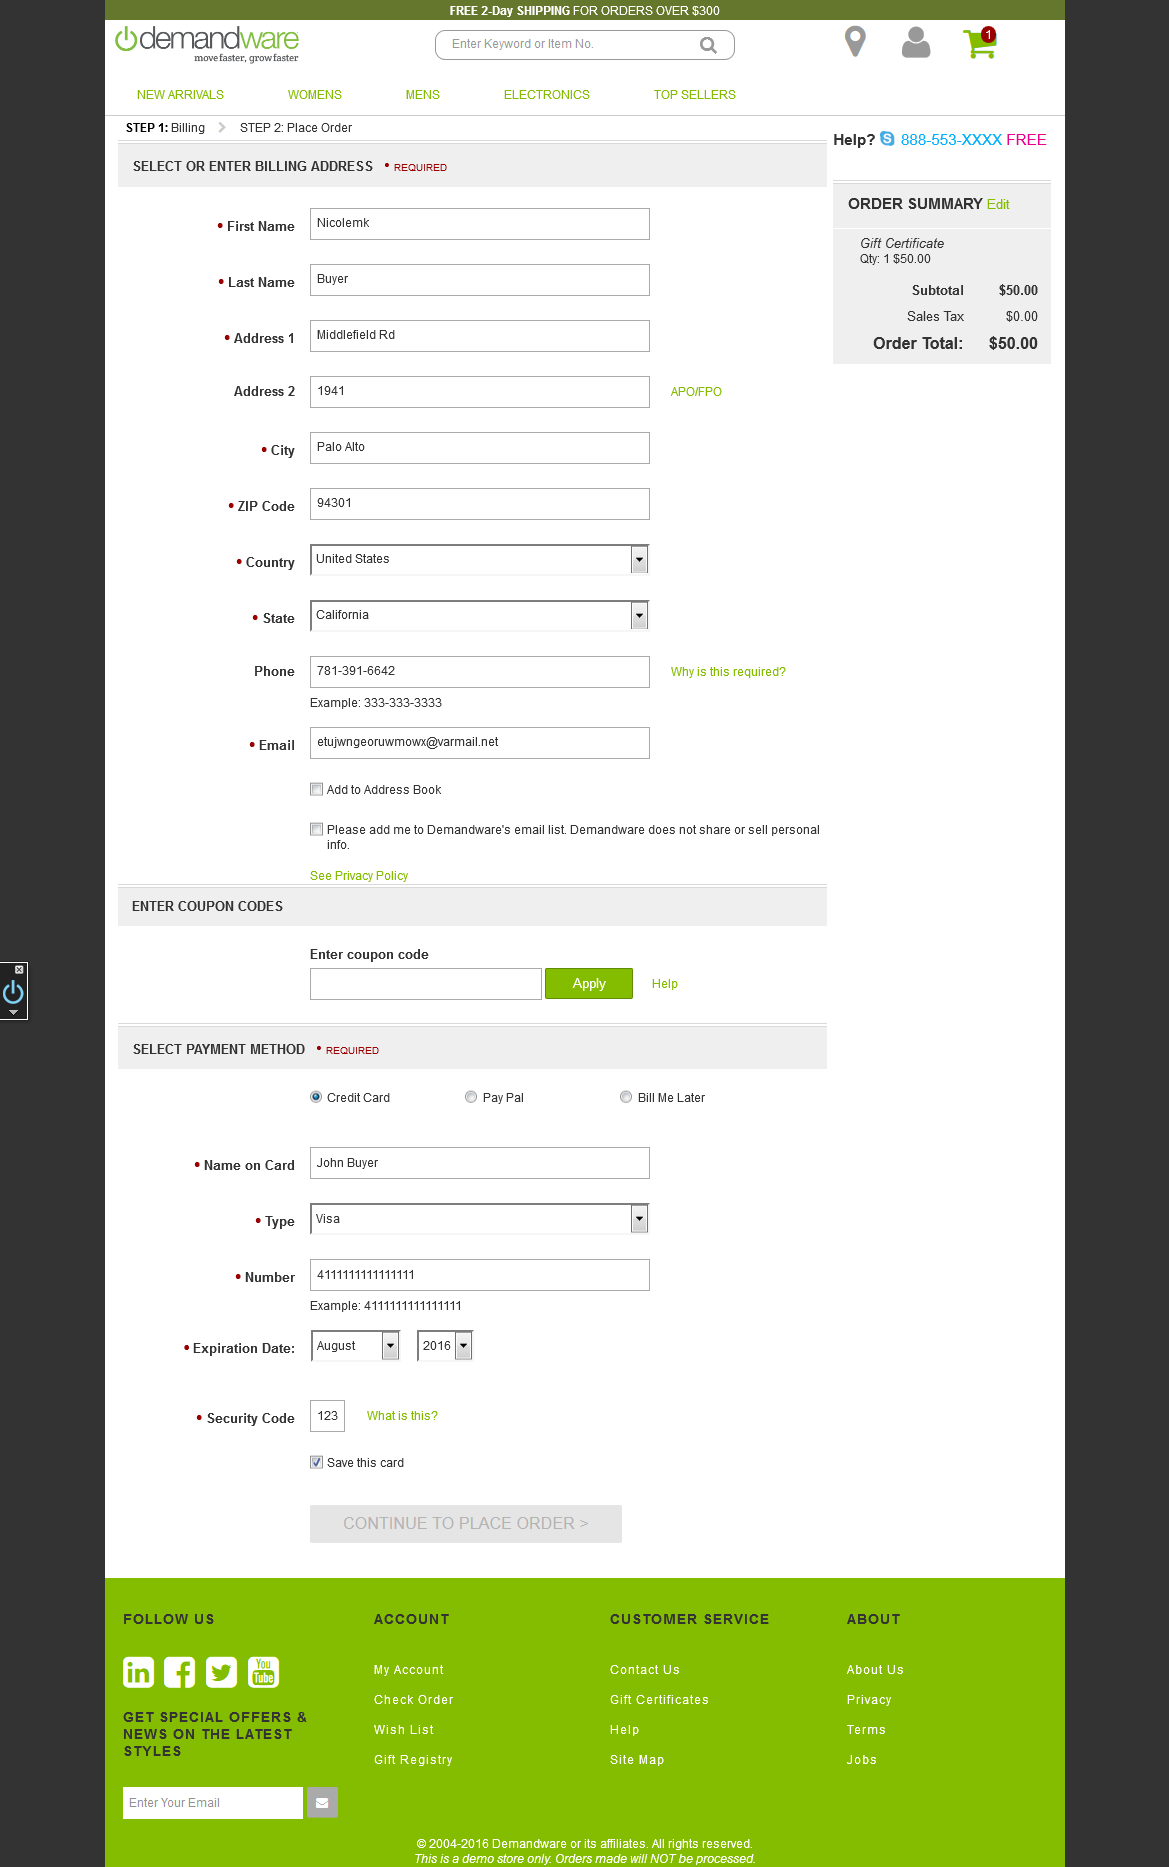 FREE 2-Day SHIPPING FOR ORDERS OVER $300
demandware
move faster, grow faster
Enter Keyword or Item No.
1
NEW ARRIVALS
WOMENS
MENS
ELECTRONICS
TOP SELLERS
STEP 1: Billing
STEP 2: Place Order
Help? 888-553-XXXX FREE
SELECT OR ENTER BILLING ADDRESS • REQUIRED
• First Name
Nicolemk
• Last Name
Buyer
• Address 1
Middlefield Rd
Address 2
1941
APO/FPO
• City
Palo Alto
• ZIP Code
94301
• Country
United States
• State
California
Phone
781-391-6642
Why is this required?
Example: 333-333-3333
• Email
etujwngeoruwmowx@varmail.net
Add to Address Book
Please add me to Demandware's email list. Demandware does not share or sell personal
info.
See Privacy Policy
ORDER SUMMARY Edit
Gift Certificate
Qty: 1 $50.00
Subtotal $50.00
Sales Tax $0.00
Order Total: $50.00
ENTER COUPON CODES
Enter coupon code
Apply
Help
SELECT PAYMENT METHOD • REQUIRED
Credit Card
Pay Pal
Bill Me Later
• Name on Card
John Buyer
• Type
Visa
• Number
4111111111111111
Example: 4111111111111111
• Expiration Date:
August
2016
• Security Code
123
What is this?
Save this card
CONTINUE TO PLACE ORDER >
FOLLOW US
in
You
Tube
GET SPECIAL OFFERS &
NEWS ON THE LATEST
STYLES
Enter Your Email
ACCOUNT
My Account
Check Order
Wish List
Gift Registry
CUSTOMER SERVICE
Contact Us
Gift Certificates
Help
Site Map
ABOUT
About Us
Privacy
Terms
Jobs
© 2004-2016 Demandware or its affiliates. All rights reserved.
This is a demo store only. Orders made will NOT be processed.